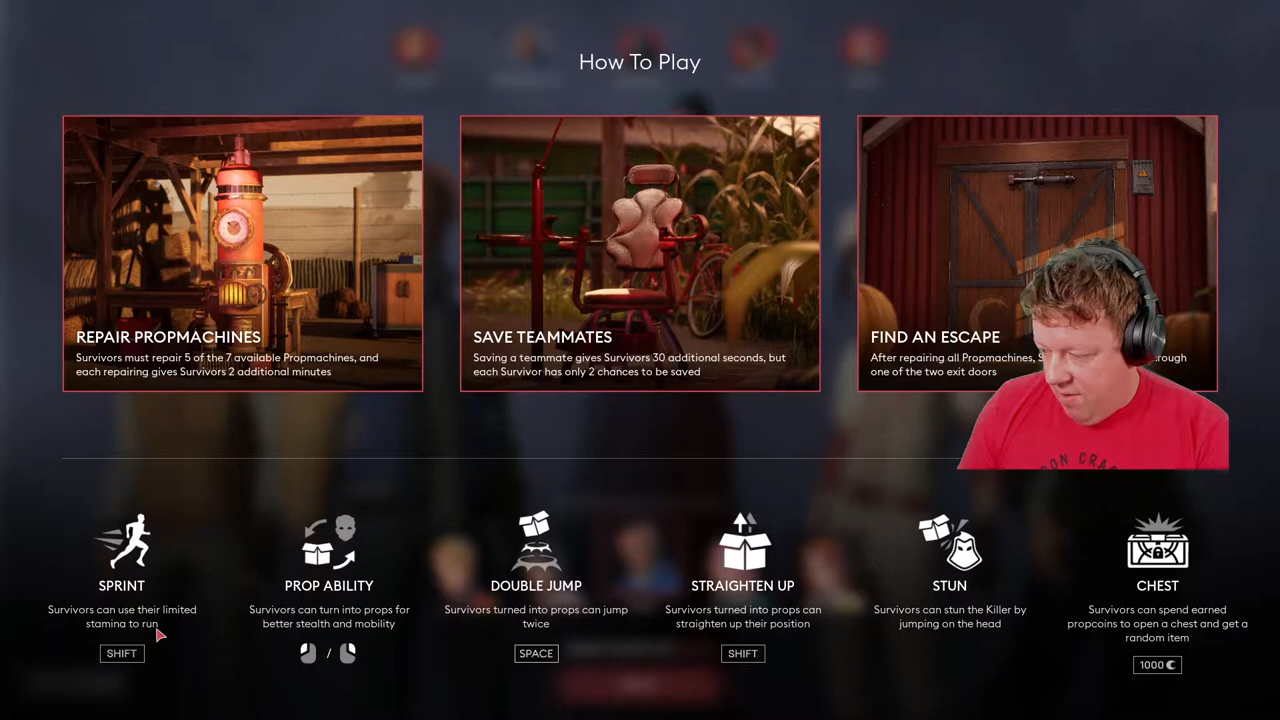 How To Play
REPAIR PROPMACHINES
Survivors must repair 5 of the 7 available Propmachines, and
each repairing gives Survivors 2 additional minutes
SAVE TEAMMATES
Saving a teammate gives Survivors 30 additional seconds, but
each Survivor has only 2 chances to be saved
FIND AN ESCAPE
After repairing all Propmachines,
one of the two exit doors
SPRINT
Survivors can use their limited
stamina to run
SHIFT
PROP ABILITY
Survivors can turn into props for
better stealth and mobility
/
DOUBLE JUMP
Survivors turned into props can jump
twice
SPACE
STRAIGHTEN UP
Survivors turned into props can
straighten up their position
SHIFT
STUN
Survivors can stun the Killer by
jumping on the head
CHEST
Survivors can spend earned
propcoins to open a chest and get a
random item
1000